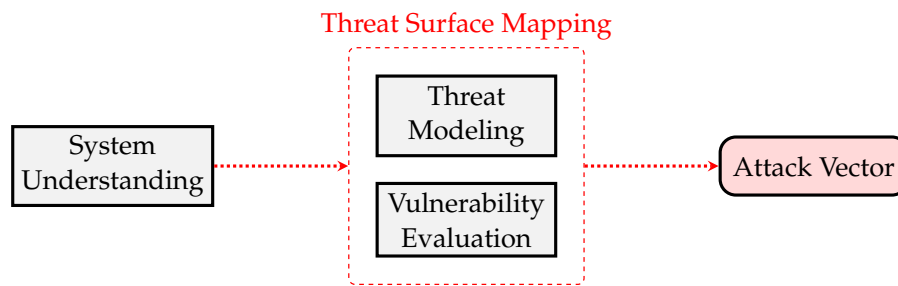 Threat Surface Mapping
System
Understanding
Threat
Modeling
Vulnerability
Evaluation
Attack Vector